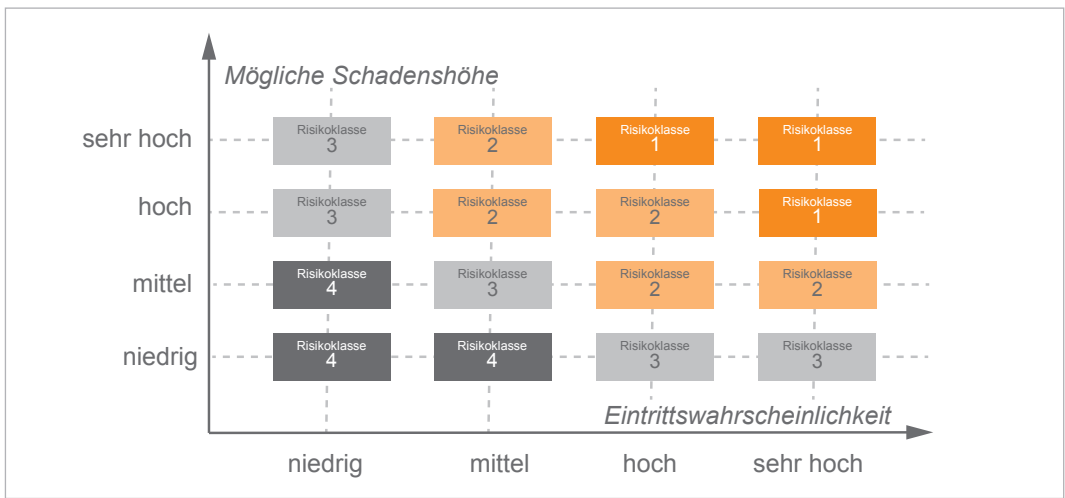 Mögliche Schadenshöhe
sehr hoch
Risikoklasse
3
Risikoklasse
2
Risikoklasse
1
Risikoklasse
1
hoch
Risikoklasse
3
Risikoklasse
2
Risikoklasse
2
Risikoklasse
1
mittel
Risikoklasse
4
Risikoklasse
3
Risikoklasse
2
Risikoklasse
2
niedrig
Risikoklasse
4
Risikoklasse
4
Risikoklasse
3
Risikoklasse
3
Eintrittswahrscheinlichkeit
niedrig
mittel
hoch
sehr hoch